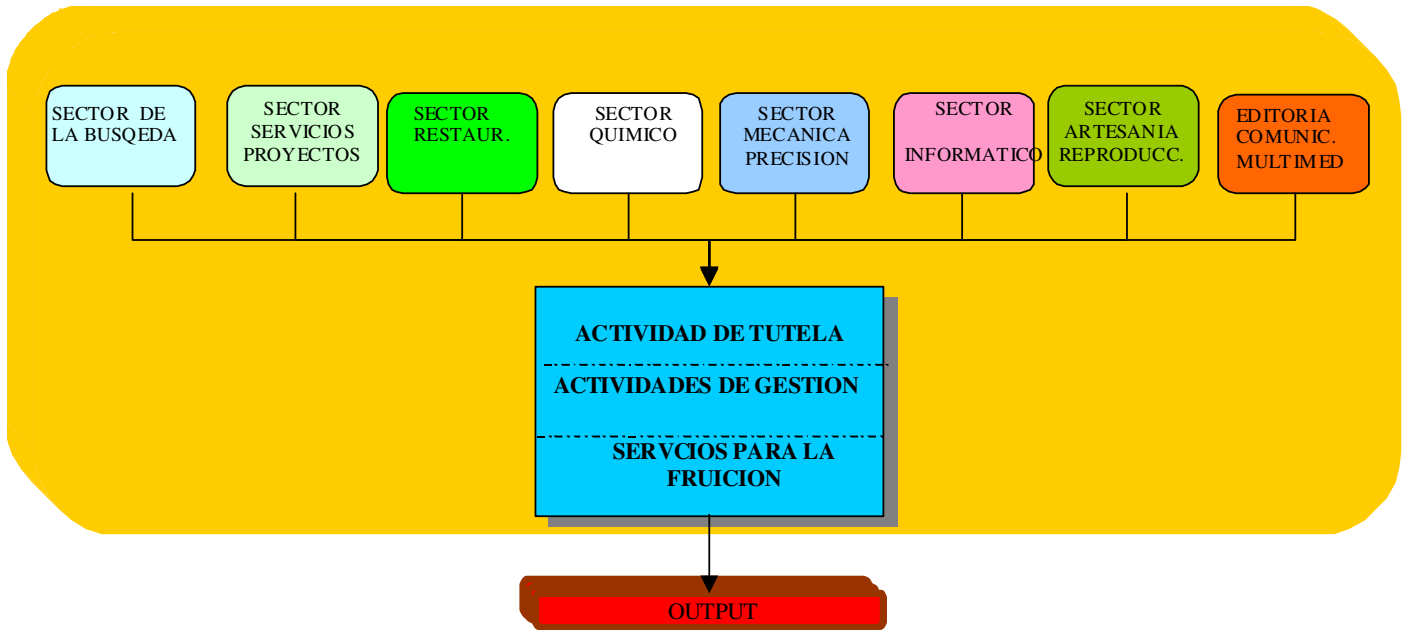 SECTOR DE
LA BUSQEDA
SECTOR
SERVICIOS
PROYECTOS
SECTOR
RESTAUR.
SECTOR
QUIMICO
SECTOR
MECANICA
PRECISION
SECTOR
INFORMATICO
SECTOR
ARTESANIA
REPRODUCC.
EDITORIA
COMUNIC.
MULTIMED
ACTIVIDAD DE TUTELA
ACTIVIDADES DE GESTION
SERVCIOS PARA LA
FRUICION
OUTPUT